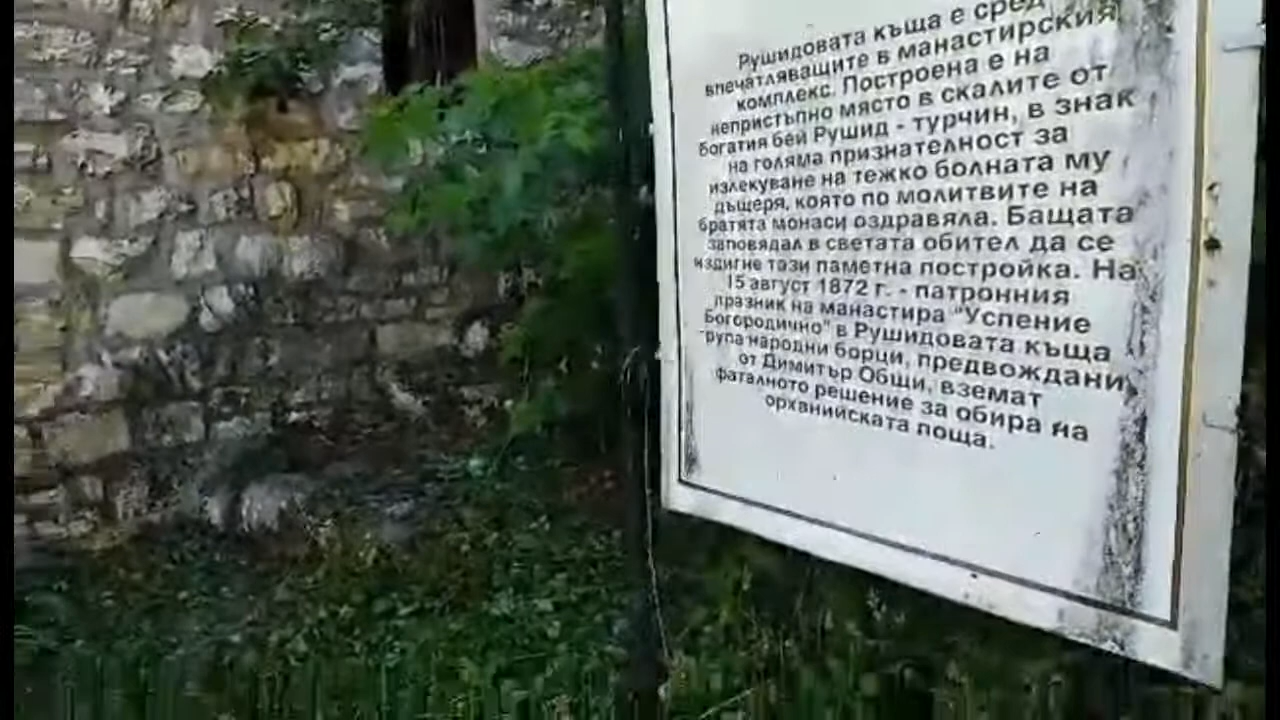 Рушидовата къща е сред
впечатляващите в манастирския
комплекс. Построена е на
непристъпно място в скалите от
богатия бей Рушид - турчин, в знак
на голяма признателност за
излекуване на тежко болната му
дъщеря, която по молитвите на
братята монаси оздравяла. Бащата
заповядал в светата обител да се
издигне този паметна постройка. На
15 август 1872 г. - патронния
празник на манастира "Успение
Богородично" в Рушидовата къща
група народни борци, предвождани
от Димитър Общи, вземат
фаталното решение за обира на
орханийската поща.